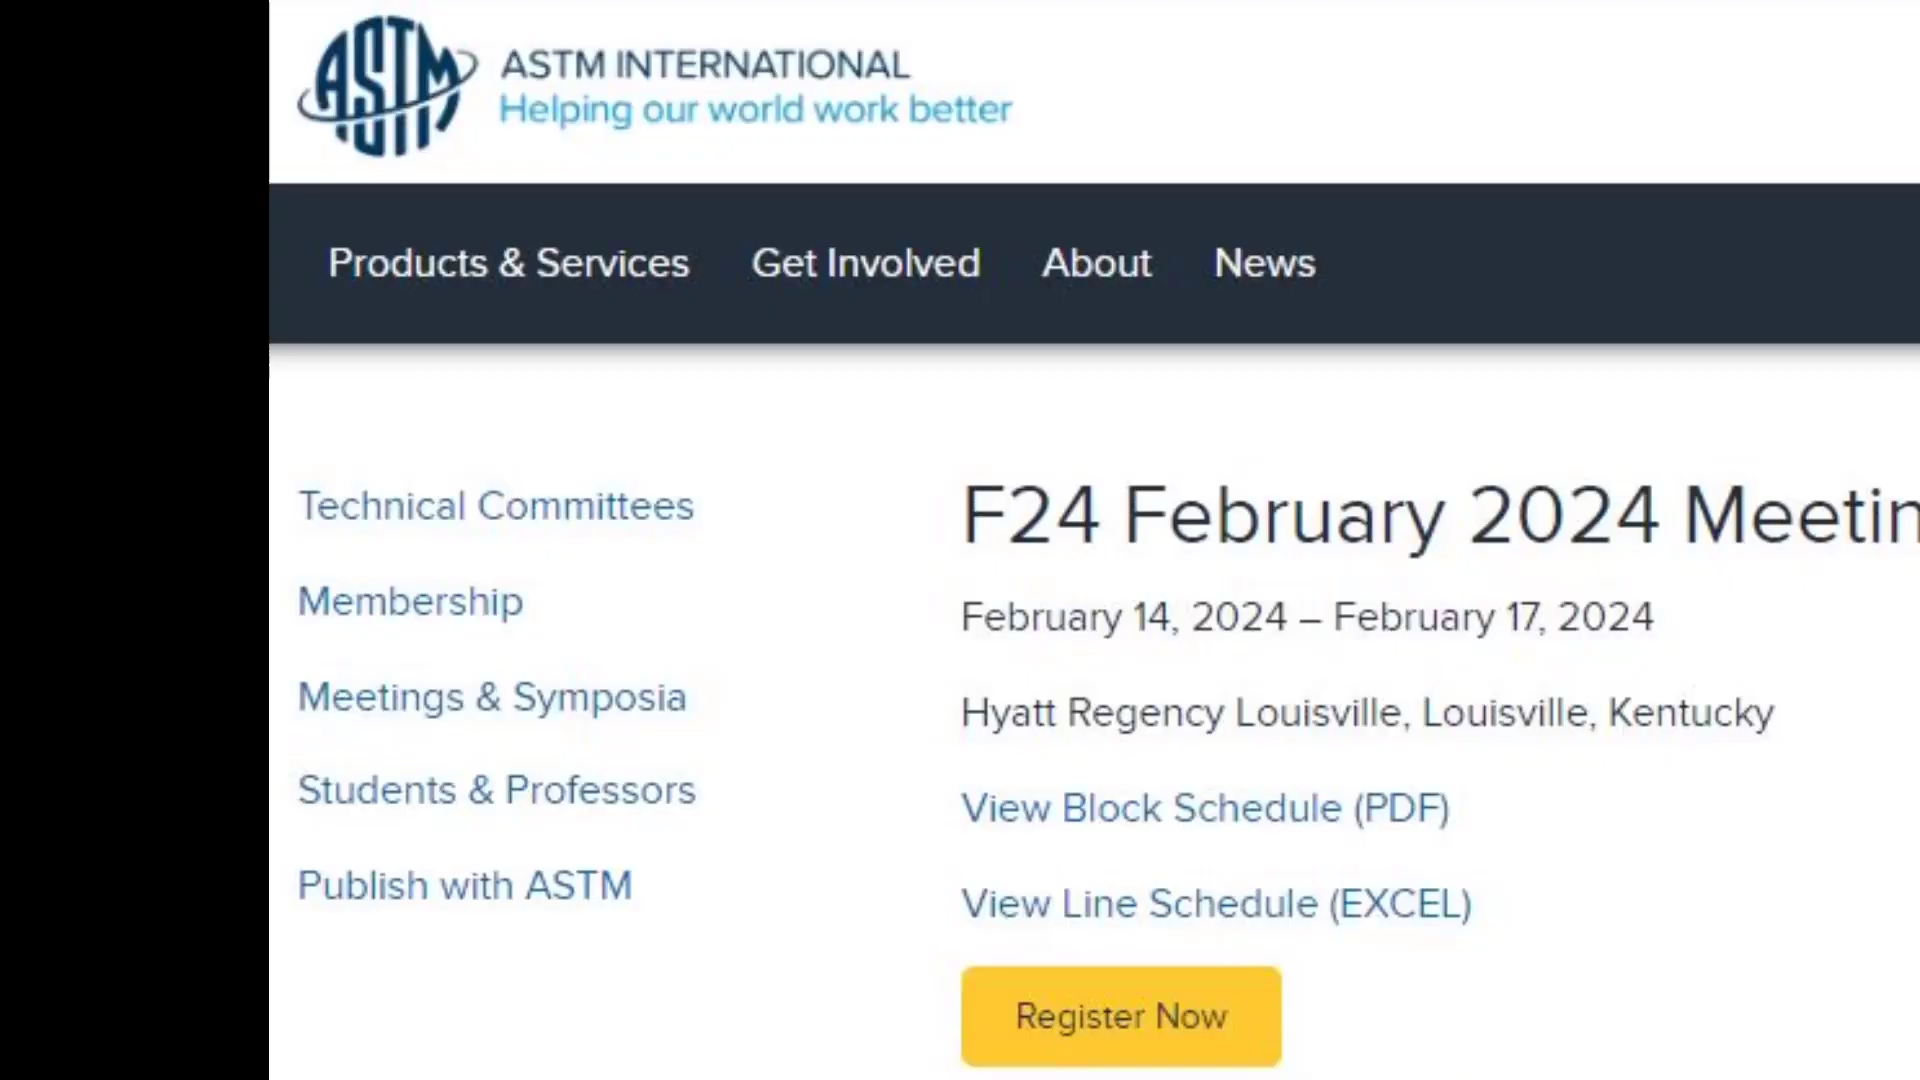 ASTM
ASTM INTERNATIONAL
Helping our world work better
Products & Services Get Involved About News
Technical Committees
Membership
Meetings & Symposia
Students & Professors
Publish with ASTM
F24 February 2024 Meetin
February 14, 2024 – February 17, 2024
Hyatt Regency Louisville, Louisville, Kentucky
View Block Schedule (PDF)
View Line Schedule (EXCEL)
Register Now